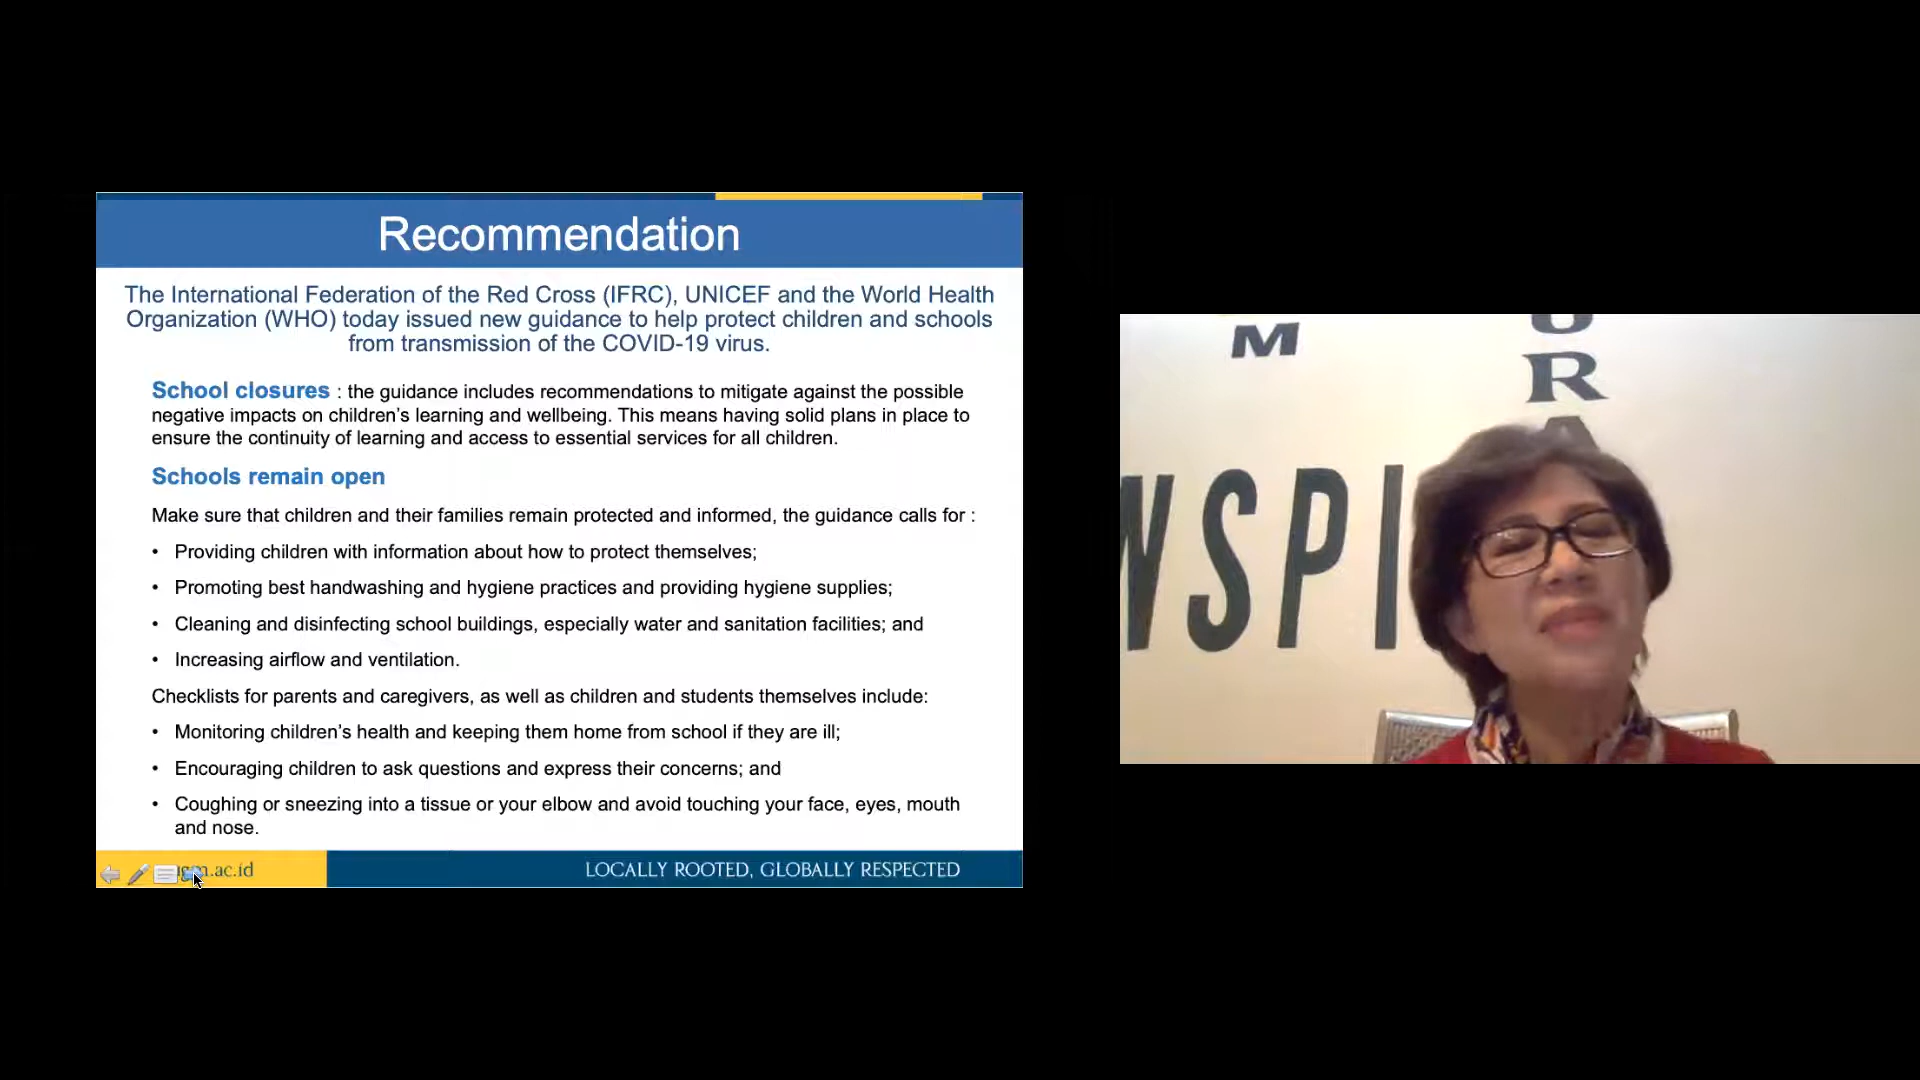 Recommendation
The International Federation of the Red Cross (IFRC), UNICEF and the World Health
Organization (WHO) today issued new guidance to help protect children and schools
from transmission of the COVID-19 virus.
School closures : the guidance includes recommendations to mitigate against the possible
negative impacts on children’s learning and wellbeing. This means having solid plans in place to
ensure the continuity of learning and access to essential services for all children.
Schools remain open
Make sure that children and their families remain protected and informed, the guidance calls for :
• Providing children with information about how to protect themselves;
• Promoting best handwashing and hygiene practices and providing hygiene supplies;
• Cleaning and disinfecting school buildings, especially water and sanitation facilities; and
• Increasing airflow and ventilation.
Checklists for parents and caregivers, as well as children and students themselves include:
• Monitoring children’s health and keeping them home from school if they are ill;
• Encouraging children to ask questions and express their concerns; and
• Coughing or sneezing into a tissue or your elbow and avoid touching your face, eyes, mouth
and nose.
ugm.ac.id
LOCALLY ROOTED, GLOBALLY RESPECTED
M
U
R
A
WSPI